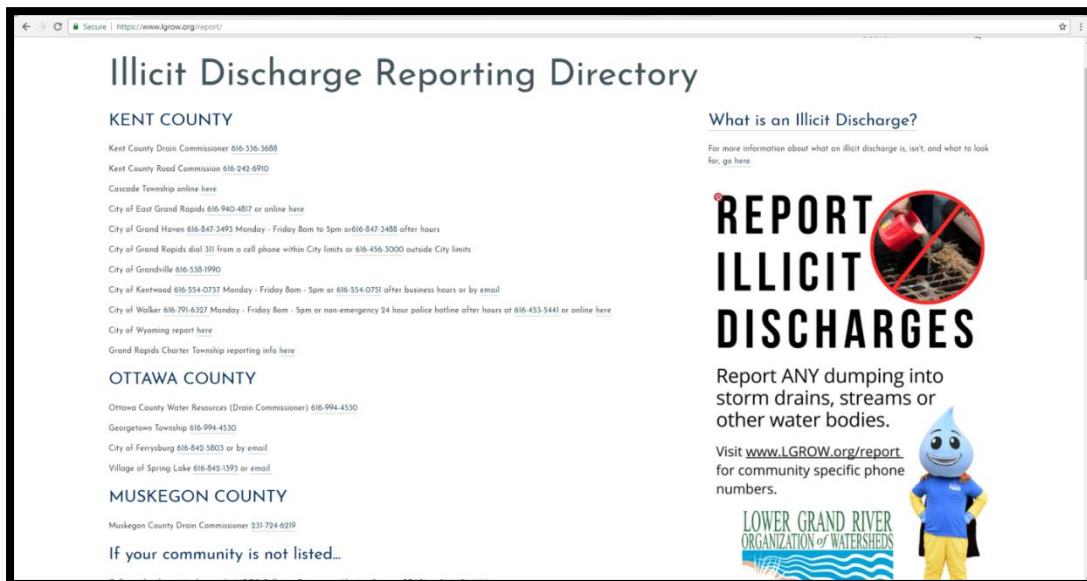 Secure | https://www.lgrow.org/report/
Illicit Discharge Reporting Directory
KENT COUNTY
Kent County Drain Commissioner 616-336-3688
Kent County Road Commission 616-242-6910
Cascade Township online here
City of East Grand Rapids 616-940-4817 or online here
City of Grand Haven 616-847-3493 Monday - Friday 8am to 5pm or616-847-3488 after hours
City of Grand Rapids dial 311 from a cell phone within City limits or 616-456-3000 outside City limits
City of Grandville 616-538-1990
City of Kentwood 616-554-0737 Monday - Friday 8am - 5pm or 616-554-0751 after business hours or by email
City of Walker 616-791-6327 Monday - Friday 8am - 5pm or non-emergency 24 hour police hotline after hours at 616-453-5441 or online here
City of Wyoming report here
Grand Rapids Charter Township reporting info here
OTTAWA COUNTY
Ottawa County Water Resources (Drain Commissioner) 616-994-4530
Georgetown Township 616-994-4530
City of Ferrysburg 616-842-5803 or by email
Village of Spring Lake 616-842-1393 or email
MUSKEGON COUNTY
Muskegon County Drain Commissioner 231-724-6219
If your community is not listed...
What is an Illicit Discharge?
For more information about what an illicit discharge is, isn't, and what to look
for, go here.
REPORT
ILLICIT
DISCHARGES
Report ANY dumping into
storm drains, streams or
other water bodies.
Visit www.LGROW.org/report
for community specific phone
numbers.
LOWER GRAND RIVER
ORGANIZATION of WATERSHEDS